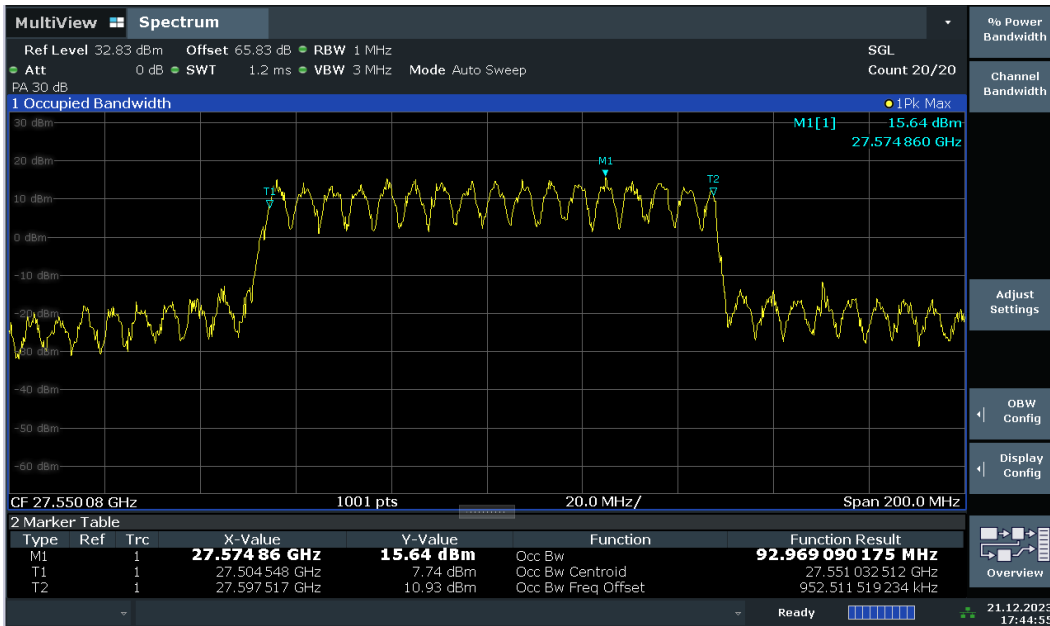 MultiView Spectrum
Ref Level 32.83 dBm Offset 65.83 dB RBW 1 MHz SGL
Att 0 dB SWT 1.2 ms VBW 3 MHz Mode Auto Sweep Count 20/20
PA 30 dB
1 Occupied Bandwidth 1Pk Max
30 dBm M1[1] 15.64 dBm
27.574 860 GHz
20 dBm
M1
T1
T2
10 dBm
0 dBm
-10 dBm
-20 dBm
-30 dBm
-40 dBm
-50 dBm
-60 dBm
CF 27.550 08 GHz 1001 pts 20.0 MHz/ Span 200.0 MHz
2 Marker Table
Type Ref Trc X-Value Y-Value Function Function Result
M1 1 27.574 86 GHz 15.64 dBm Occ Bw 92.969 090 175 MHz
T1 1 27.504 548 GHz 7.74 dBm Occ Bw Centroid 27.551 032 512 GHz
T2 1 27.597 517 GHz 10.93 dBm Occ Bw Freq Offset 952.511 519 234 kHz
Ready 21.12.2023
17:44:55
% Power
Bandwidth
Channel
Bandwidth
Adjust
Settings
OBW
Config
Display
Config
Overview